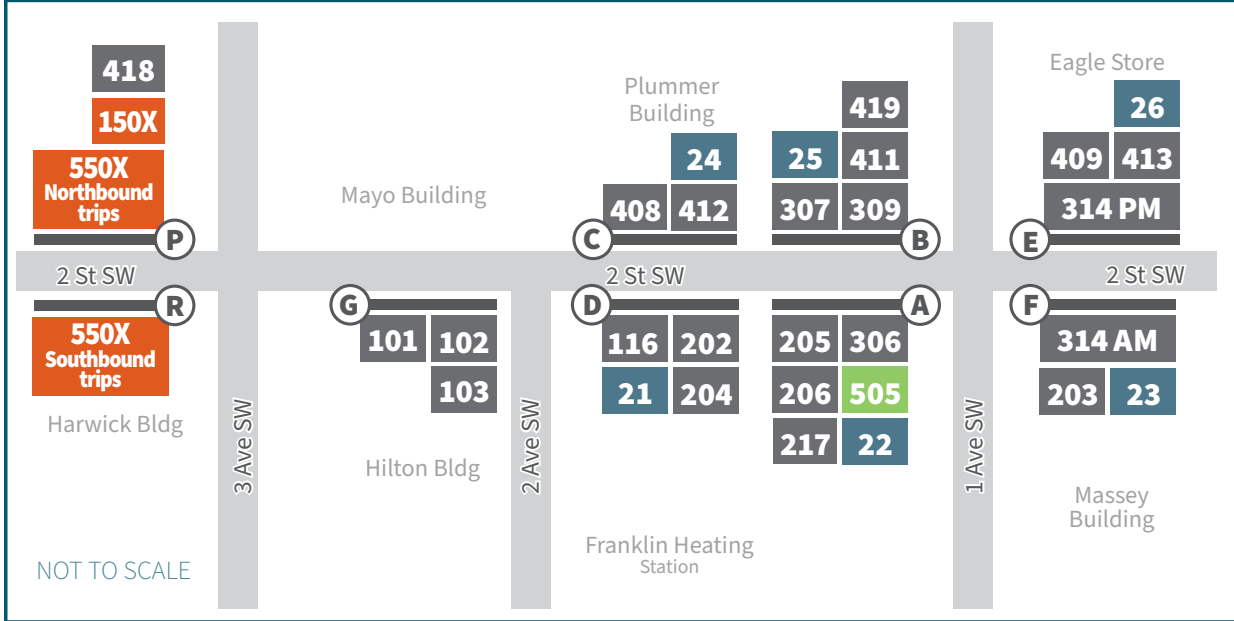 418
150X
550X
Northbound
trips
P
2 St SW
R
550X
Southbound
trips
Harwick Bldg
NOT TO SCALE
3 Ave SW
Mayo Building
G
101 102
103
Hilton Bldg
2 Ave SW
Plummer
Building
24
408 412
C
2 St SW
D
116 202
21 204
Franklin Heating
Station
419
25 411
307 309
B
A
205 306
206 505
217 22
1 Ave SW
Eagle Store
26
409 413
314 PM
E
2 St SW
F
314 AM
203 23
Massey
Building